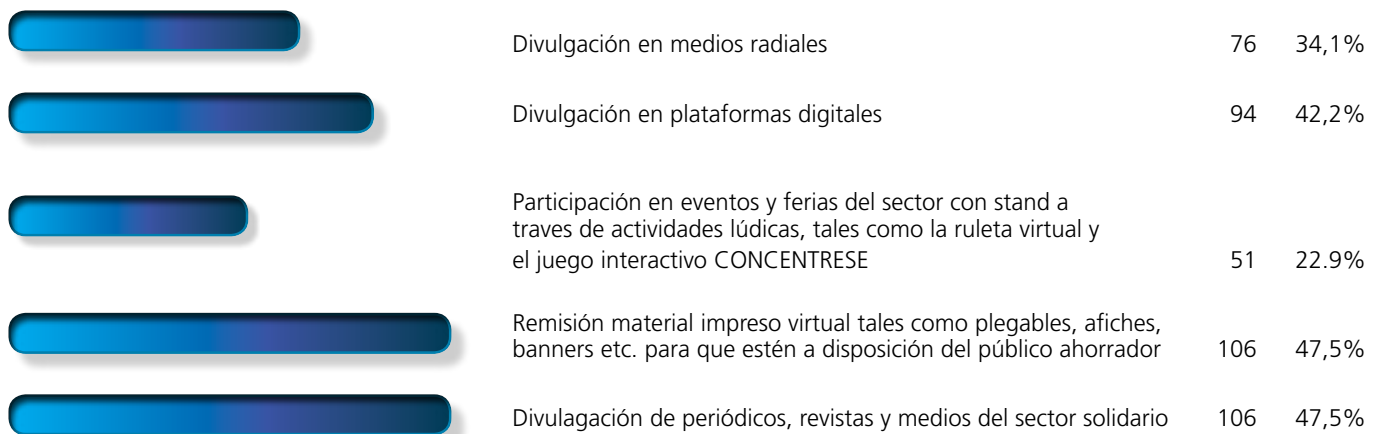 Divulgación en medios radiales 76 34,1%
Divulgación en plataformas digitales 94 42,2%
Participación en eventos y ferias del sector con stand a
traves de actividades lúdicas, tales como la ruleta virtual y
el juego interactivo CONCENTRESE 51 22.9%
Remisión material impreso virtual tales como plegables, afiches,
banners etc. para que estén a disposición del público ahorrador 106 47,5%
Divulagación de periódicos, revistas y medios del sector solidario 106 47,5%